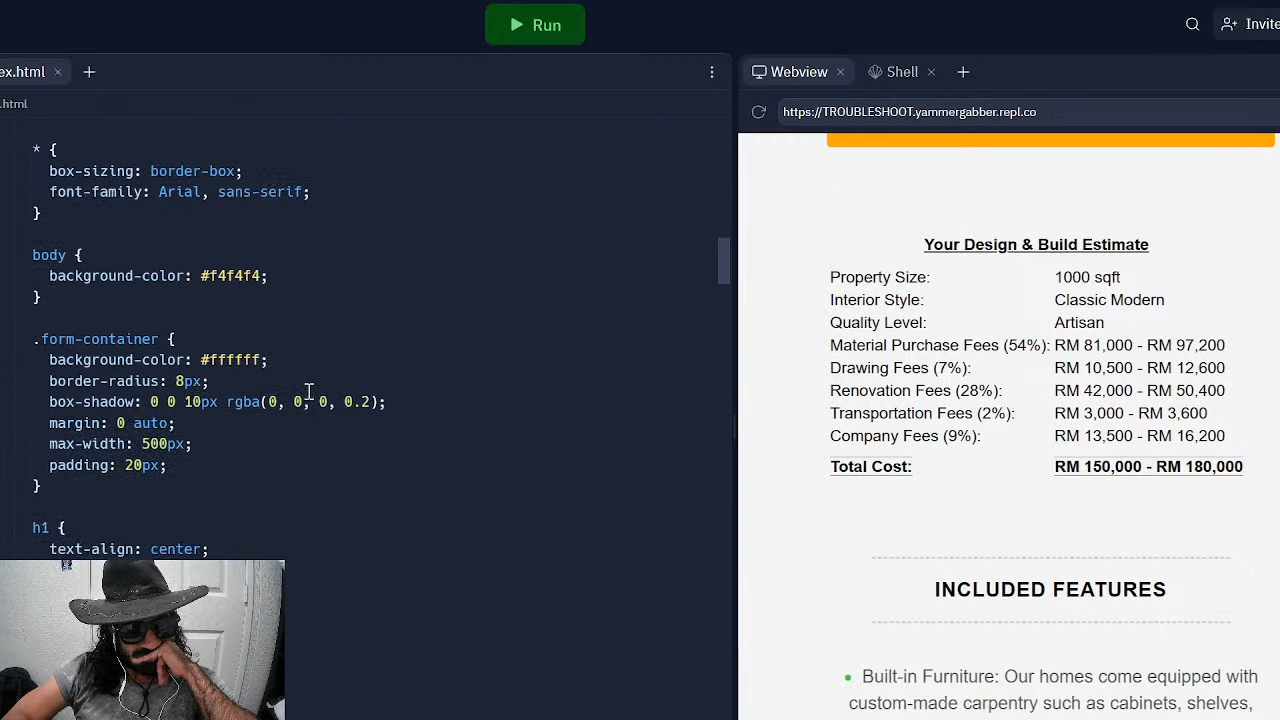 Run
Invite
ex.html
Webview
Shell
.html
https://TROUBLESHOOT.yammergabber.repl.co
* {
box-sizing: border-box;
font-family: Arial, sans-serif;
}
body {
background-color: #f4f4f4;
}
.form-container {
background-color: #ffffff;
border-radius: 8px;
box-shadow: 0 0 10px rgba(0, 0, 0, 0.2);
margin: 0 auto;
max-width: 500px;
padding: 20px;
}
h1 {
text-align: center;
Your Design & Build Estimate
Property Size: 1000 sqft
Interior Style: Classic Modern
Quality Level: Artisan
Material Purchase Fees (54%): RM 81,000 - RM 97,200
Drawing Fees (7%): RM 10,500 - RM 12,600
Renovation Fees (28%): RM 42,000 - RM 50,400
Transportation Fees (2%): RM 3,000 - RM 3,600
Company Fees (9%): RM 13,500 - RM 16,200
Total Cost: RM 150,000 - RM 180,000
INCLUDED FEATURES
Built-in Furniture: Our homes come equipped with
custom-made carpentry such as cabinets, shelves,